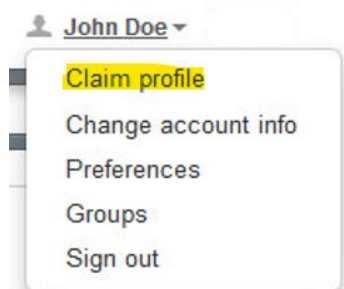 John Doe
Claim profile
Change account info
Preferences
Groups
Sign out